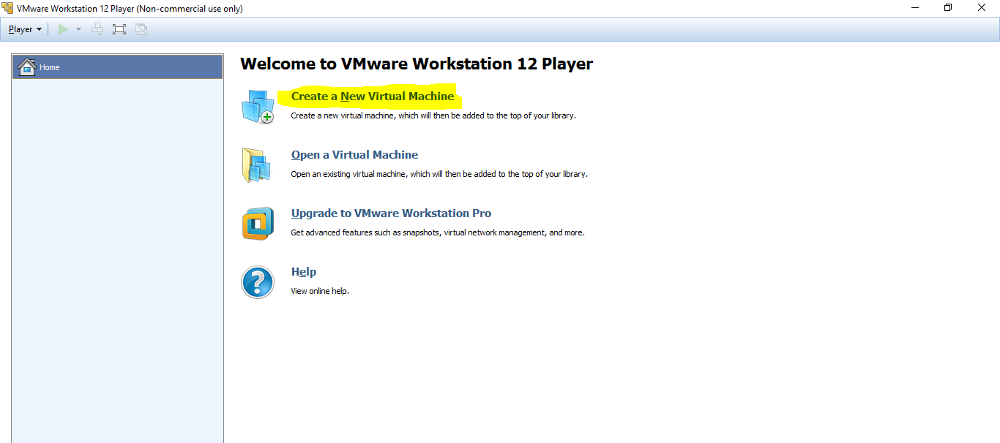 VMware Workstation 12 Player (Non-commercial use only)
Player
Home
Welcome to VMware Workstation 12 Player
Create a New Virtual Machine
Create a new virtual machine, which will then be added to the top of your library.
Open a Virtual Machine
Open an existing virtual machine, which will then be added to the top of your library.
Upgrade to VMware Workstation Pro
Get advanced features such as snapshots, virtual network management, and more.
Help
View online help.